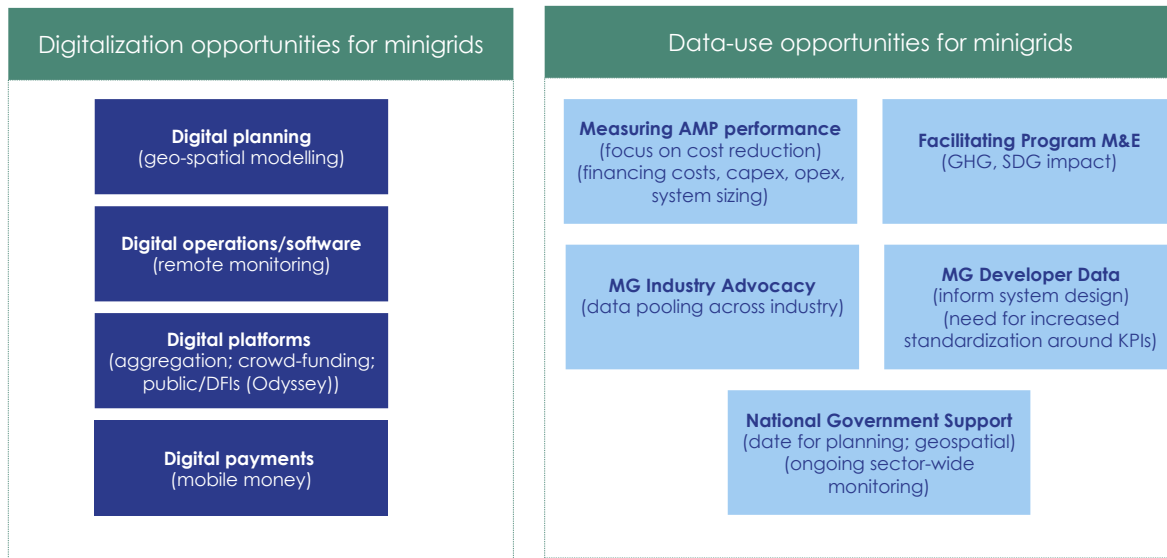 Digitalization opportunities for minigrids
Digital planning
(geo-spatial modelling)
Digital operations/software
(remote monitoring)
Digital platforms
(aggregation; crowd-funding;
public/DFIs (Odyssey))
Digital payments
(mobile money)
Data-use opportunities for minigrids
Measuring AMP performance
(focus on cost reduction)
(financing costs, capex, opex,
system sizing)
Facilitating Program M&E
(GHG, SDG impact)
MG Industry Advocacy
(data pooling across industry)
MG Developer Data
(inform system design)
(need for increased
standardization around KPIs)
National Government Support
(date for planning; geospatial)
(ongoing sector-wide
monitoring)